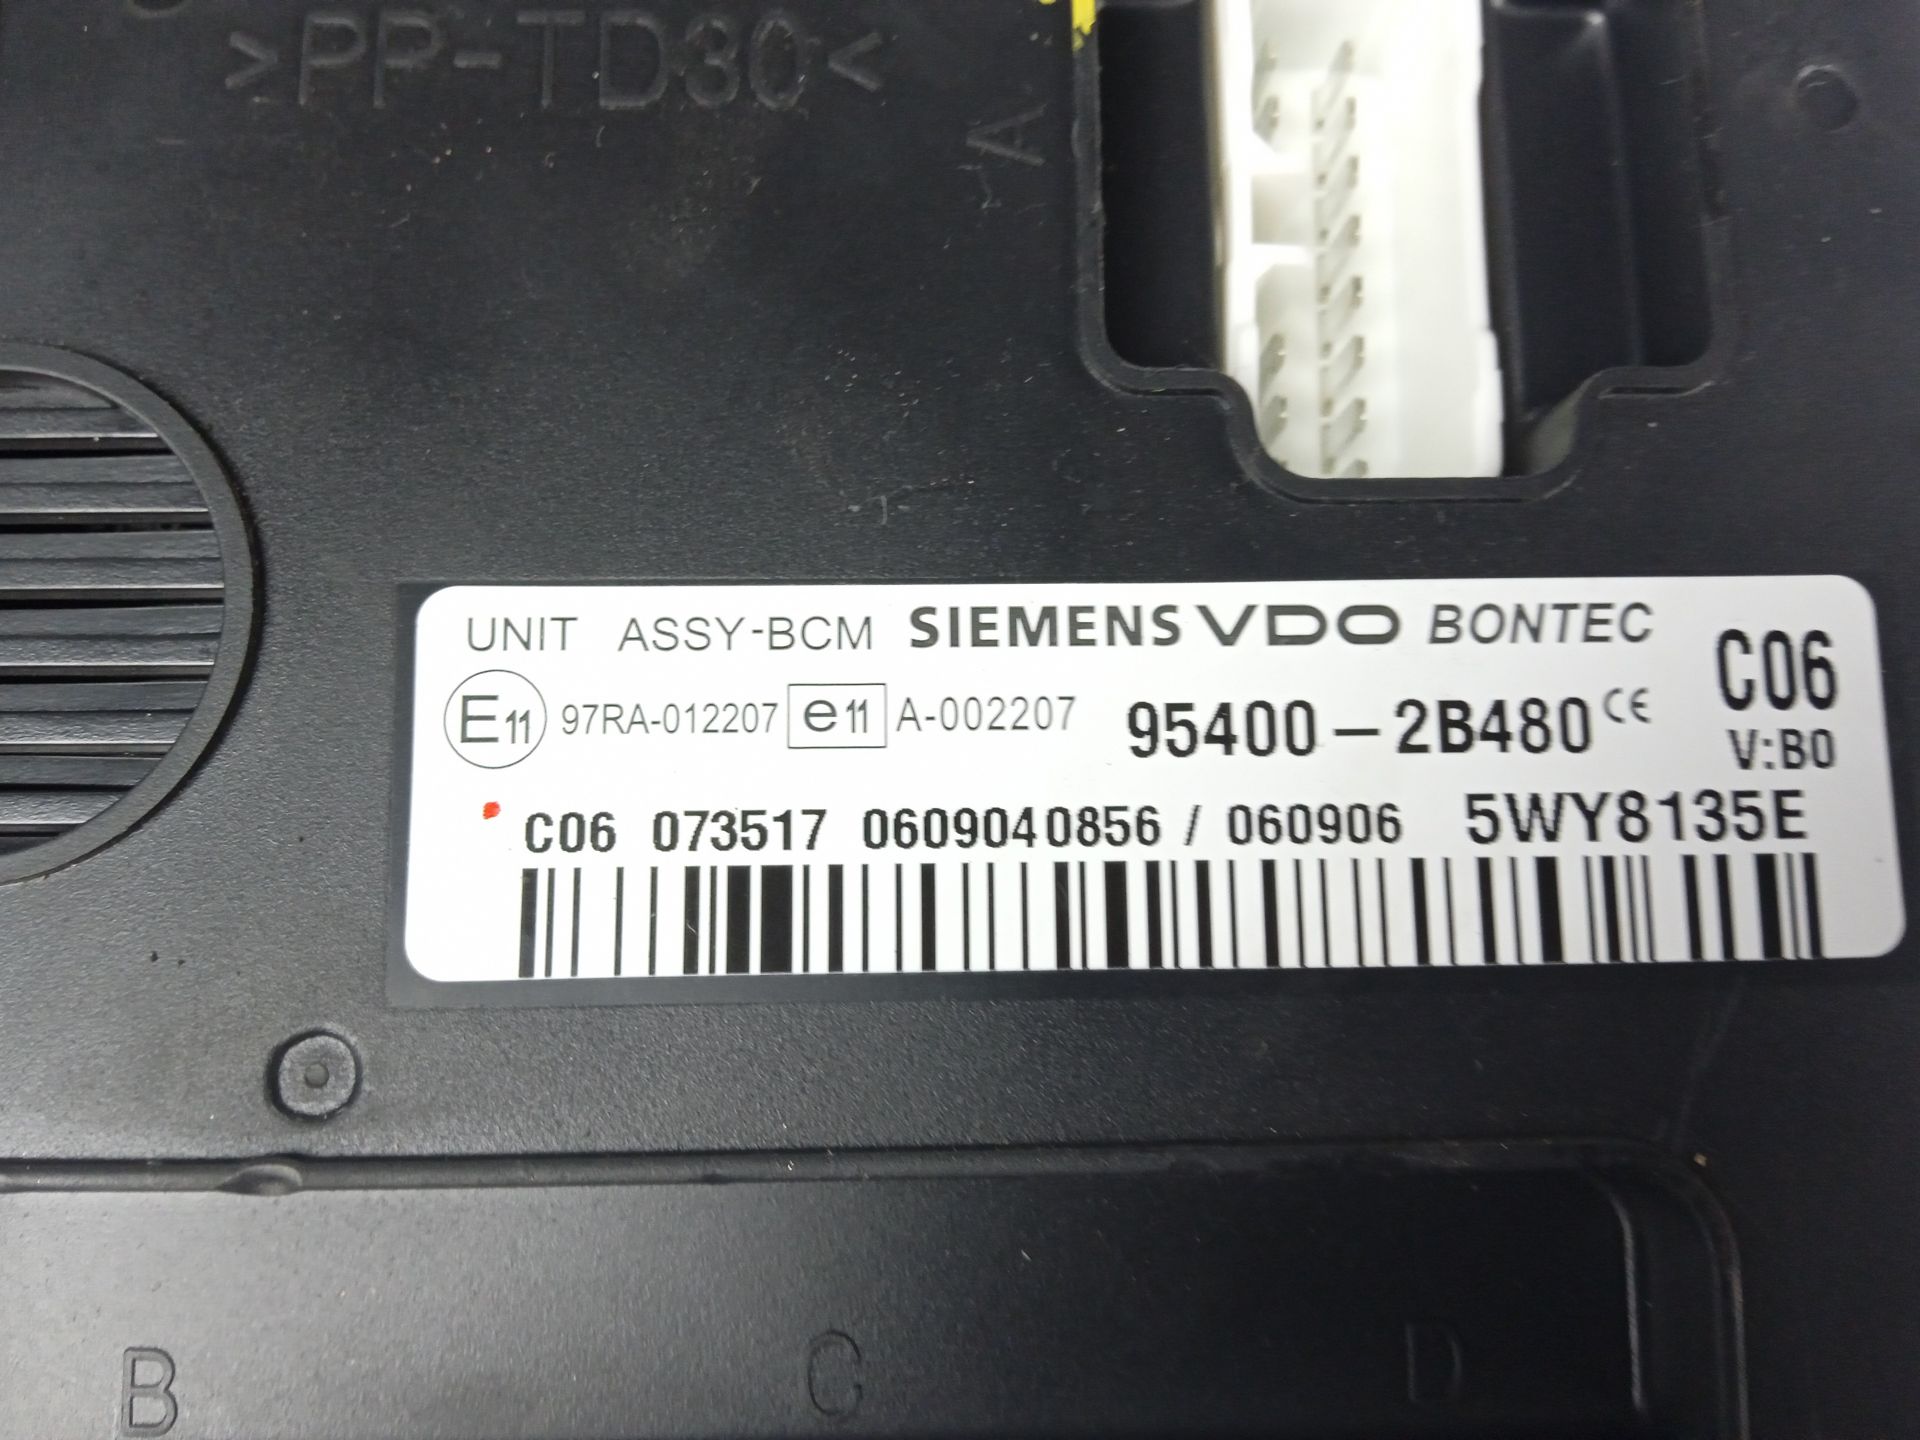 >PP-TD30<
A
UNIT ASSY-BCM SIEMENS VDO BONTEC
C06
E11 97RA-012207 e11 A-002207 95400-2B480 CE
V:B0
C06 073517 0609040856 / 060906 5WY8135E
B C D